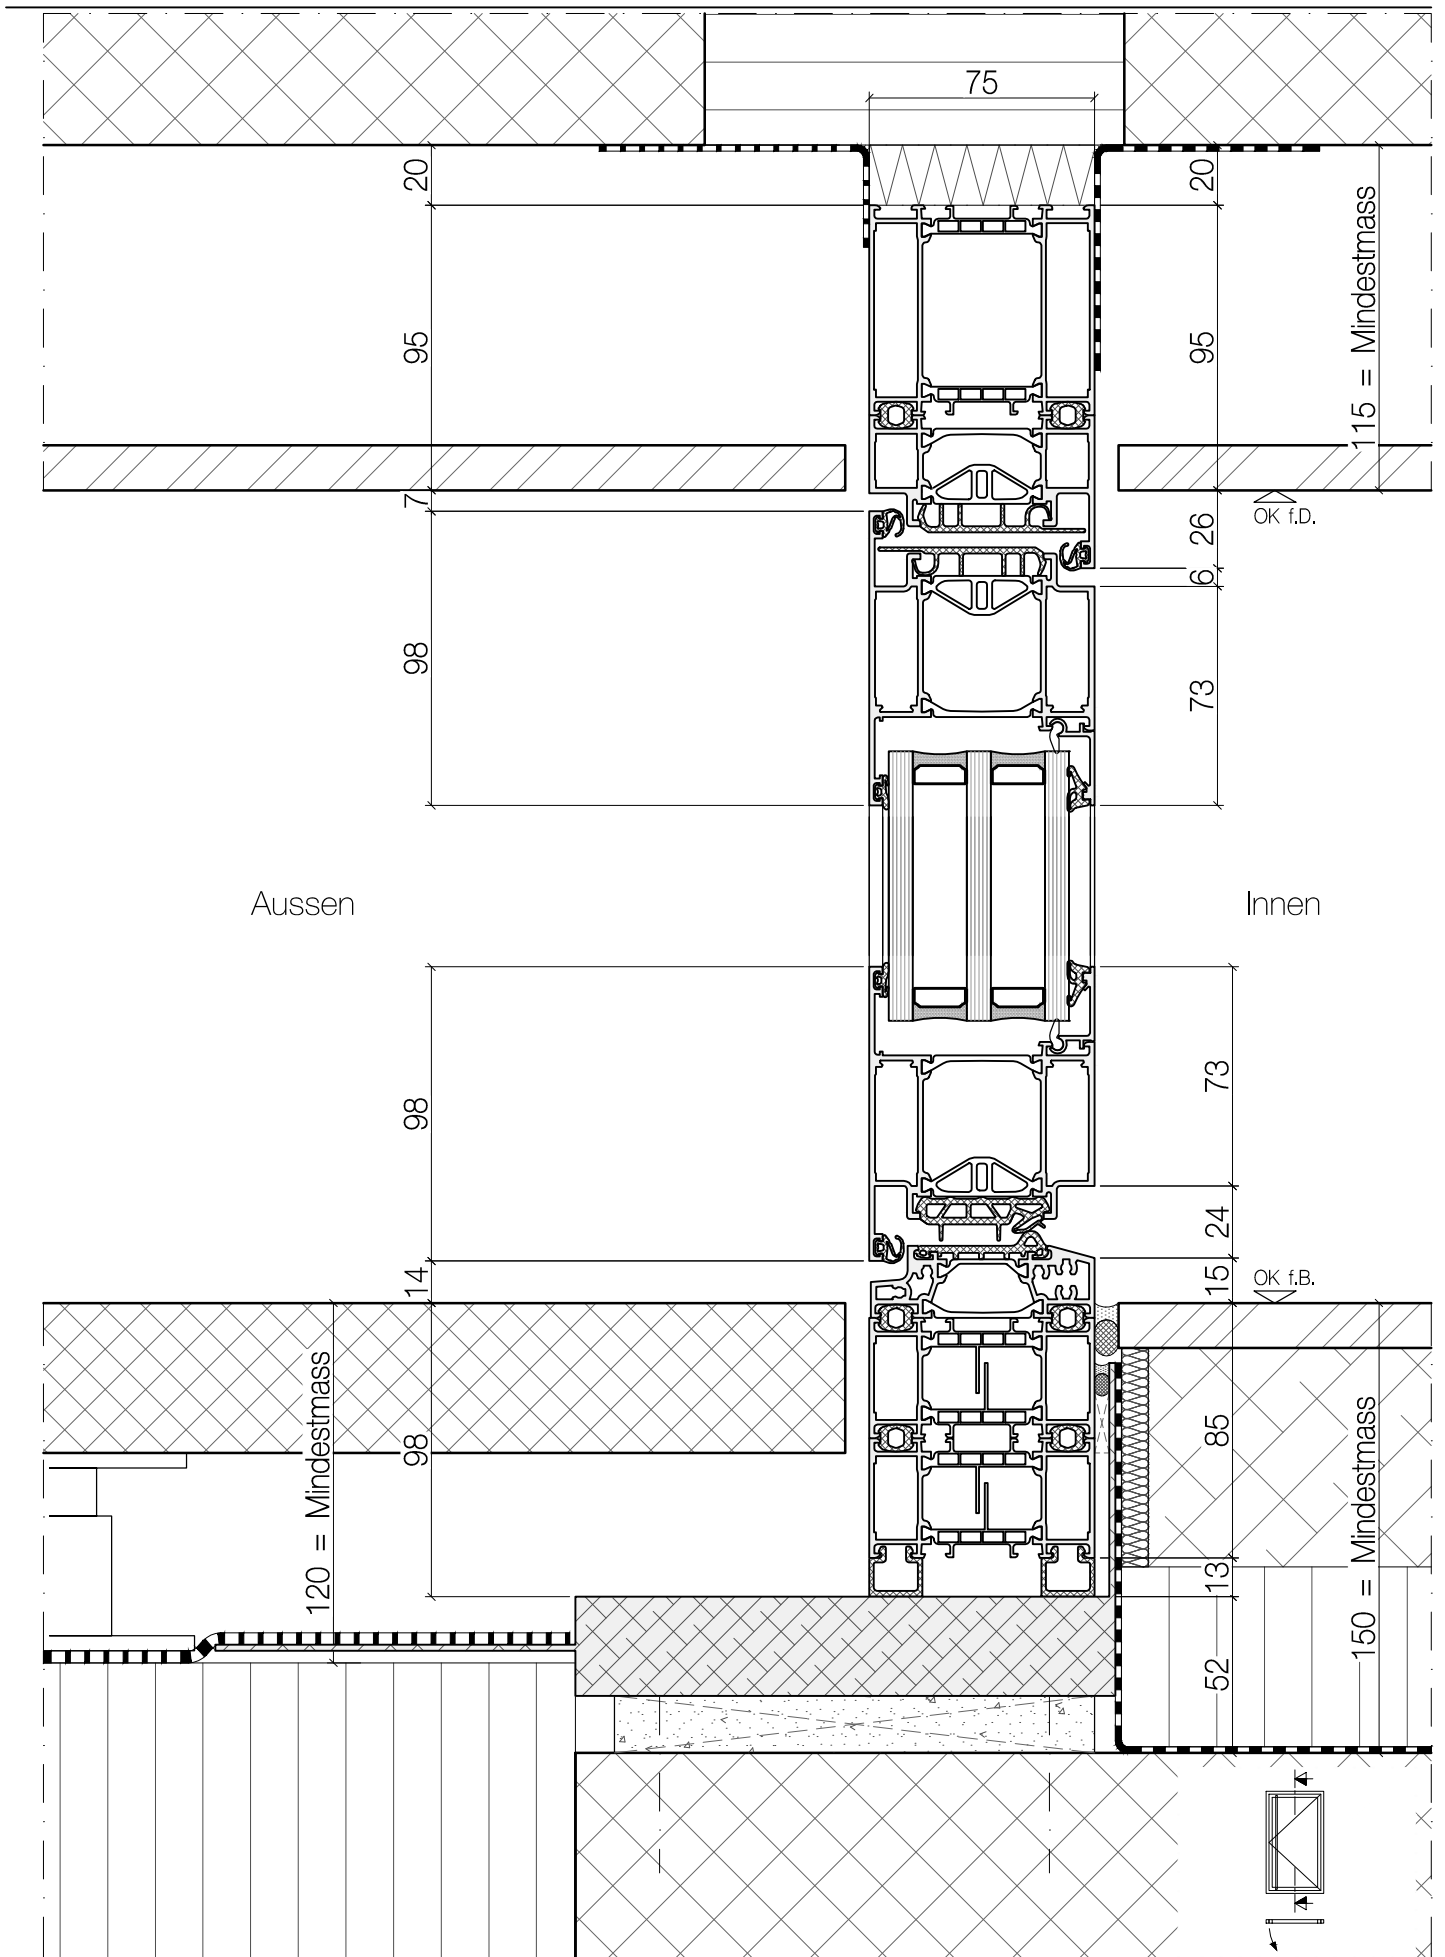 75
20
20
115 = Mindestmass
95
95
7
OK f.D.
26
6
98
73
Aussen
Innen
98
73
24
14
15
OK f.B.
120 = Mindestmass
98
85
150 = Mindestmass
13
52